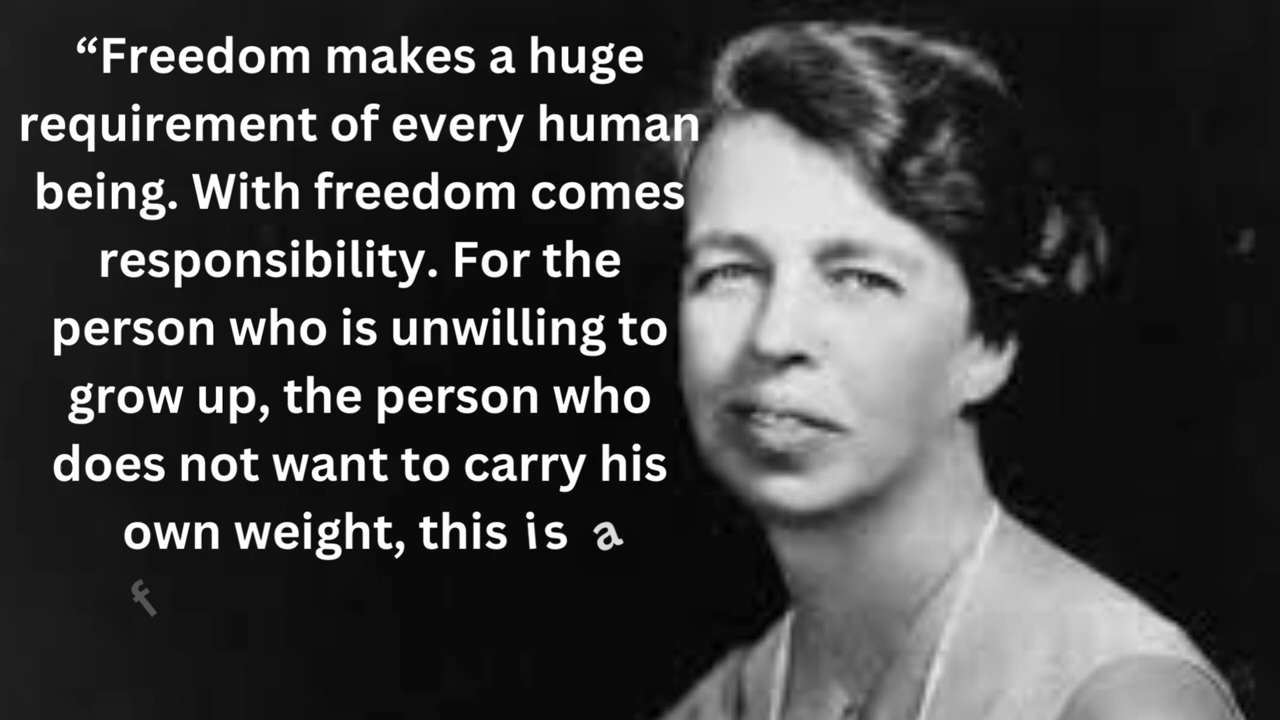 “Freedom makes a huge
requirement of every human
being. With freedom comes
responsibility. For the
person who is unwilling to
grow up, the person who
does not want to carry his
own weight, this is a
f